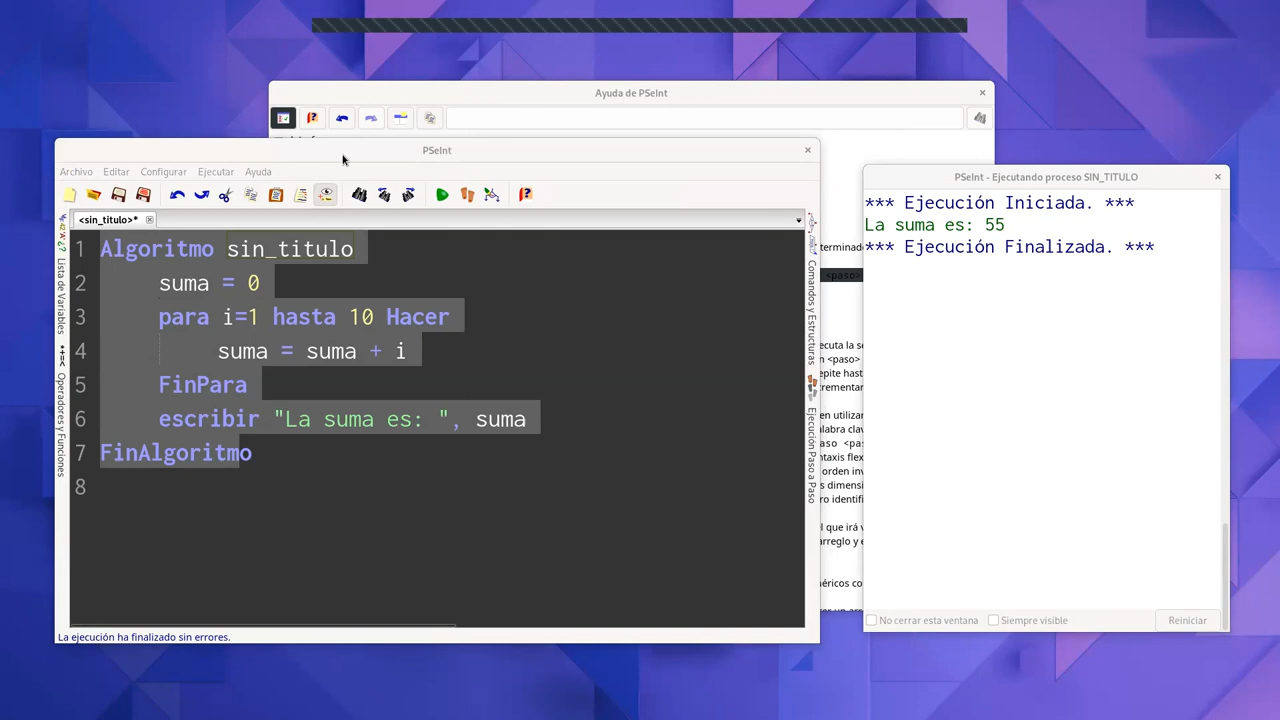 Ayuda de PSeInt
PSeInt
Archivo Editar Configurar Ejecutar Ayuda
<sin_titulo>*
Lista de Variables
Operadores y Funciones
1 Algoritmo sin_titulo
2 suma = 0
3 para i=1 hasta 10 Hacer
4 suma = suma + i
5 FinPara
6 escribir "La suma es: ", suma
7 FinAlgoritmo
8
Comandos y Estructuras
Ejecución Paso a Paso
La ejecución ha finalizado sin errores.
<paso>
PSeInt - Ejecutando proceso SIN_TITULO
*** Ejecución Iniciada. ***
La suma es: 55
*** Ejecución Finalizada. ***
No cerrar esta ventana Siempre visible Reiniciar